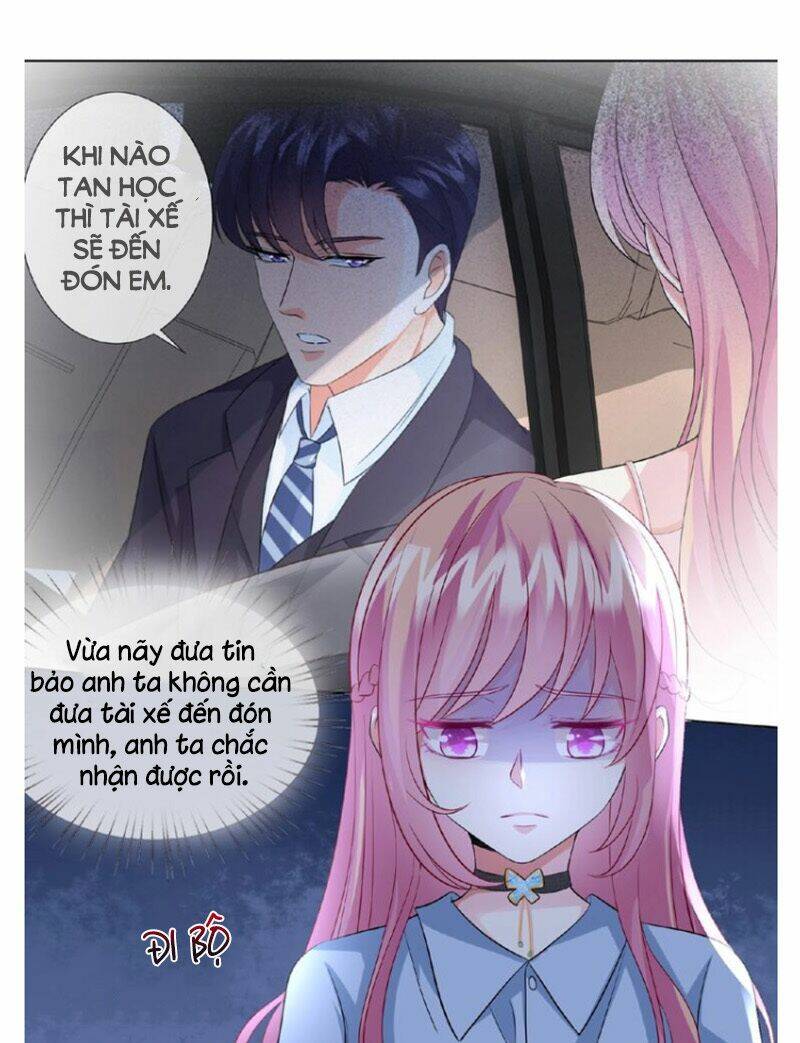 KHI NÀO
TAN HỌC
THÌ TÀI XẾ
SẼ ĐẾN
ĐÓN EM.
Vừa nãy đưa tin
bảo anh ta không cần
đưa tài xế đến đón
mình, anh ta chắc
nhận được rồi.
ĐI BỘ